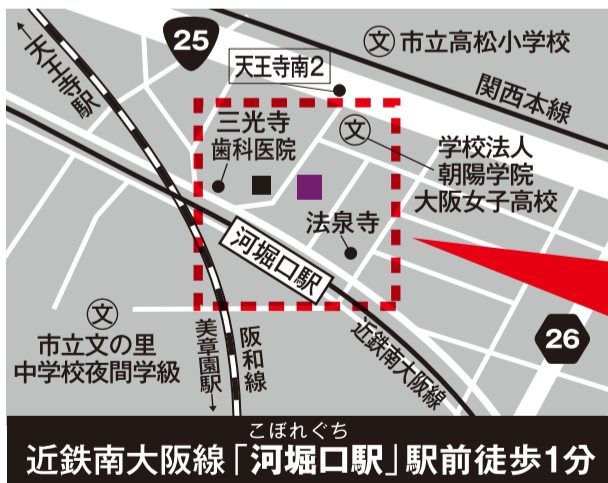 25
文 市立高松小学校
天王寺駅
天王寺南2
関西本線
三光寺
歯科医院
文
学校法人
朝陽学院
大阪女子高校
法泉寺
河堀口駅
文
市立文の里
中学校夜間学級
美章園駅
阪和線
近鉄南大阪線
26
こぼれぐち
近鉄南大阪線「河堀口駅」駅前徒歩1分